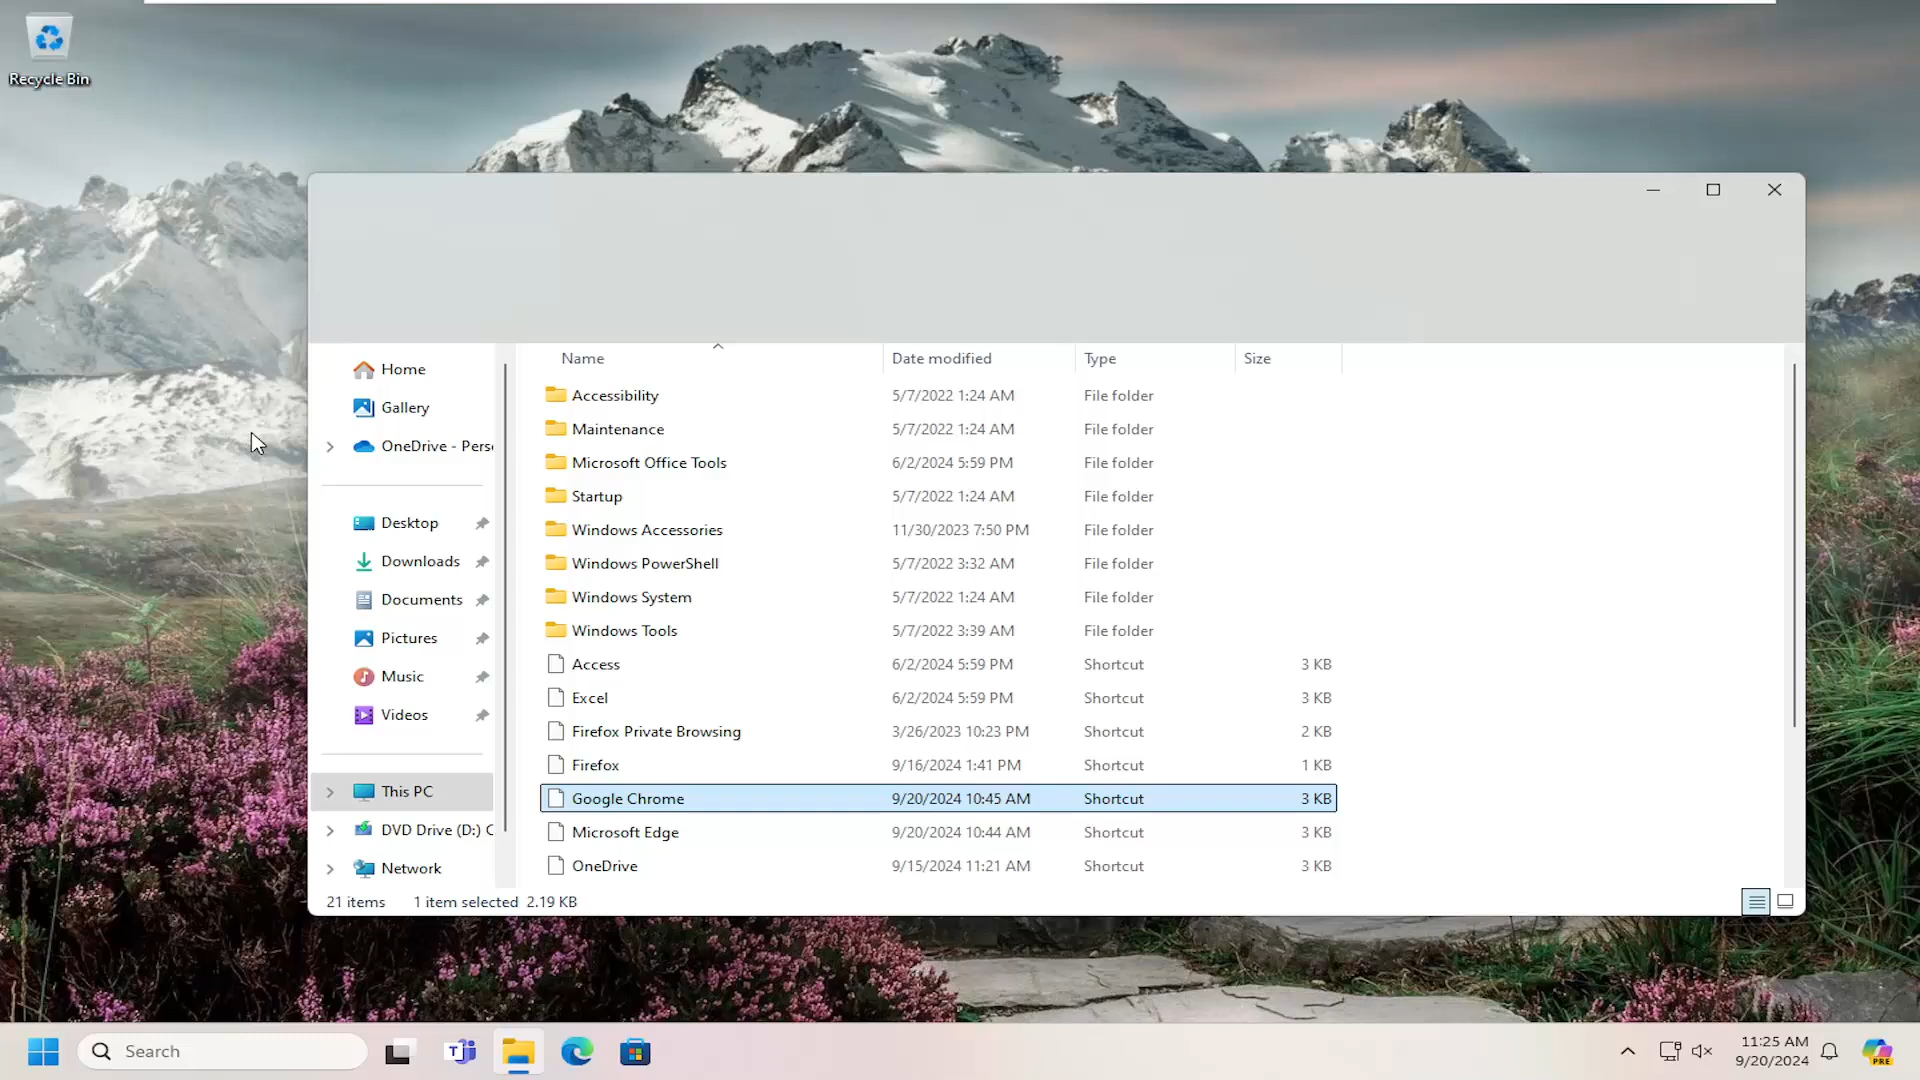 Recycle Bin
Name Date modified Type Size
Home
Gallery
OneDrive - Perso
Desktop
Downloads
Documents
Pictures
Music
Videos
This PC
DVD Drive (D:) C
Network
Accessibility 5/7/2022 1:24 AM File folder
Maintenance 5/7/2022 1:24 AM File folder
Microsoft Office Tools 6/2/2024 5:59 PM File folder
Startup 5/7/2022 1:24 AM File folder
Windows Accessories 11/30/2023 7:50 PM File folder
Windows PowerShell 5/7/2022 3:32 AM File folder
Windows System 5/7/2022 1:24 AM File folder
Windows Tools 5/7/2022 3:39 AM File folder
Access 6/2/2024 5:59 PM Shortcut 3 KB
Excel 6/2/2024 5:59 PM Shortcut 3 KB
Firefox Private Browsing 3/26/2023 10:23 PM Shortcut 2 KB
Firefox 9/16/2024 1:41 PM Shortcut 1 KB
Google Chrome 9/20/2024 10:45 AM Shortcut 3 KB
Microsoft Edge 9/20/2024 10:44 AM Shortcut 3 KB
OneDrive 9/15/2024 11:21 AM Shortcut 3 KB
21 items 1 item selected 2.19 KB
Search
T
11:25 AM
9/20/2024
PRE